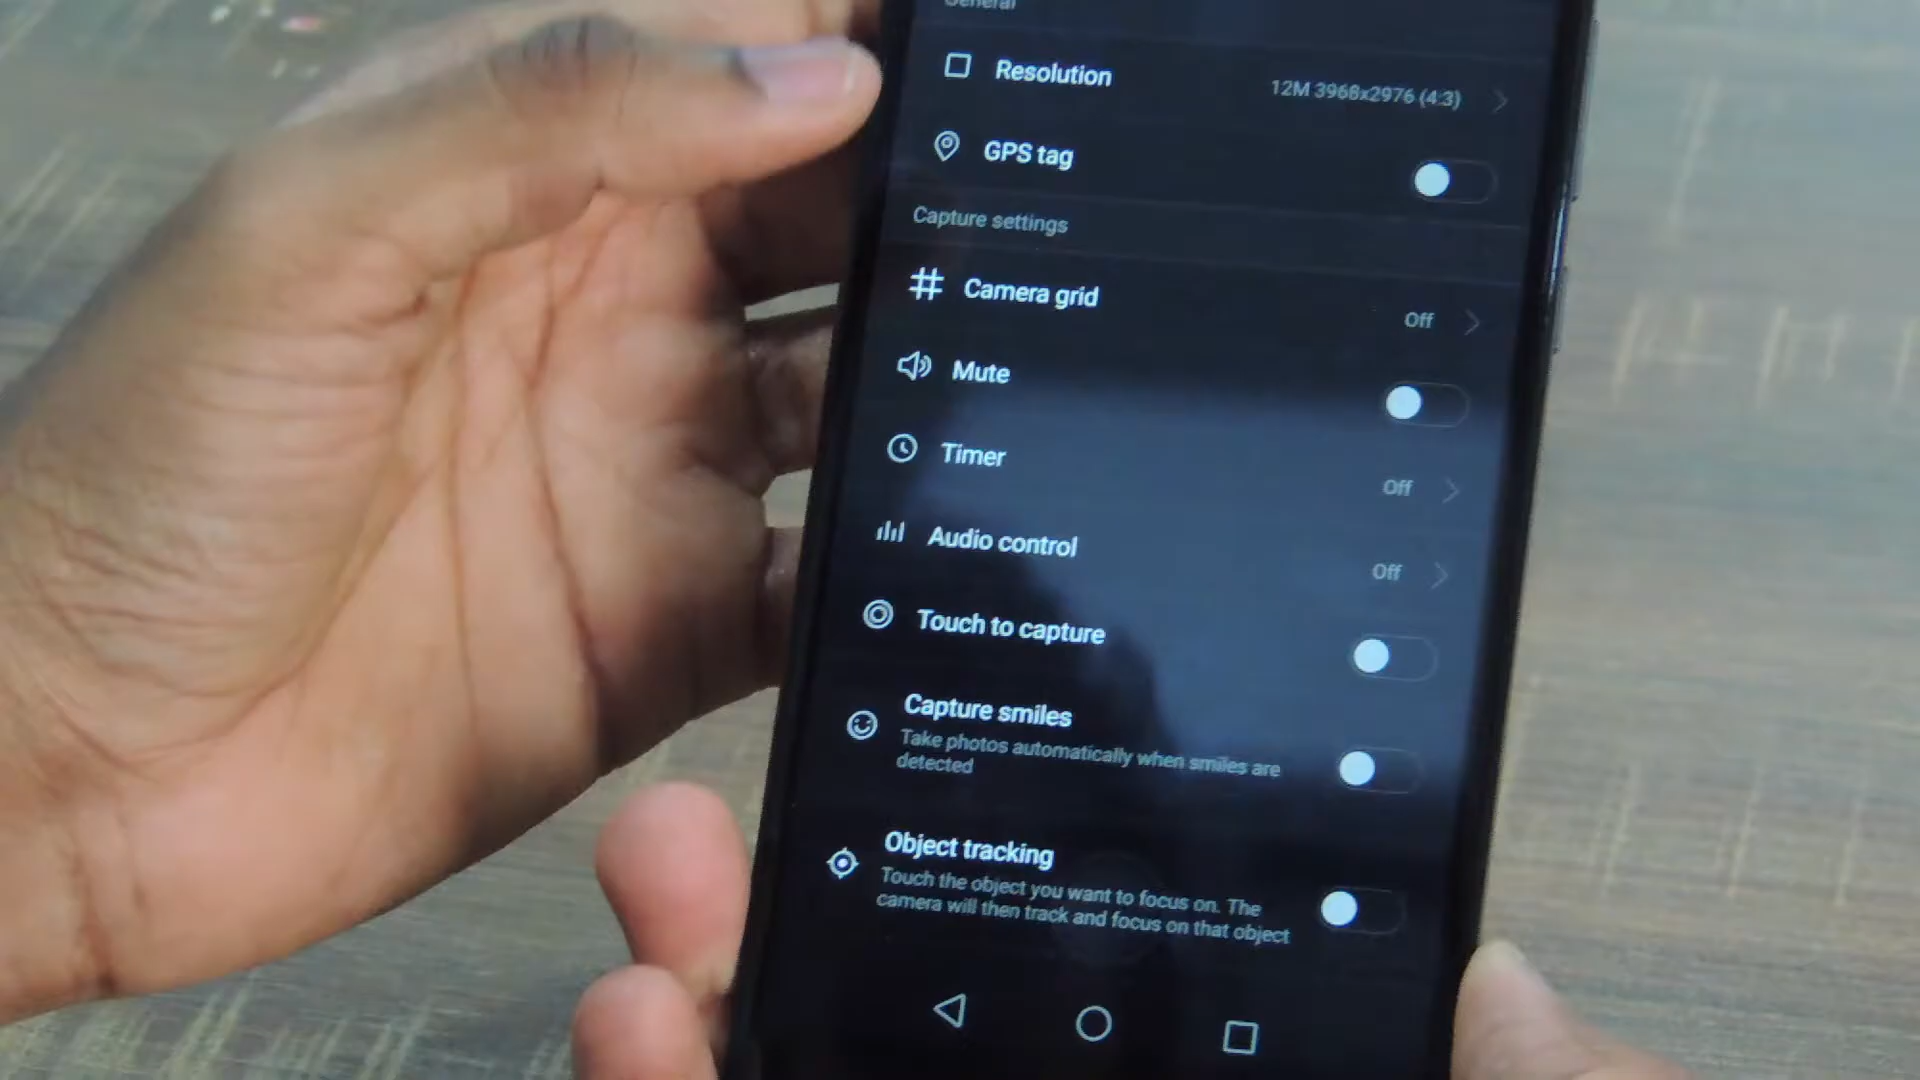 General
Resolution 12M 3968x2976 (4:3)
GPS tag
Capture settings
Camera grid Off
Mute
Timer Off
Audio control Off
Touch to capture
Capture smiles
Take photos automatically when smiles are
detected
Object tracking
Touch the object you want to focus on. The
camera will then track and focus on that object